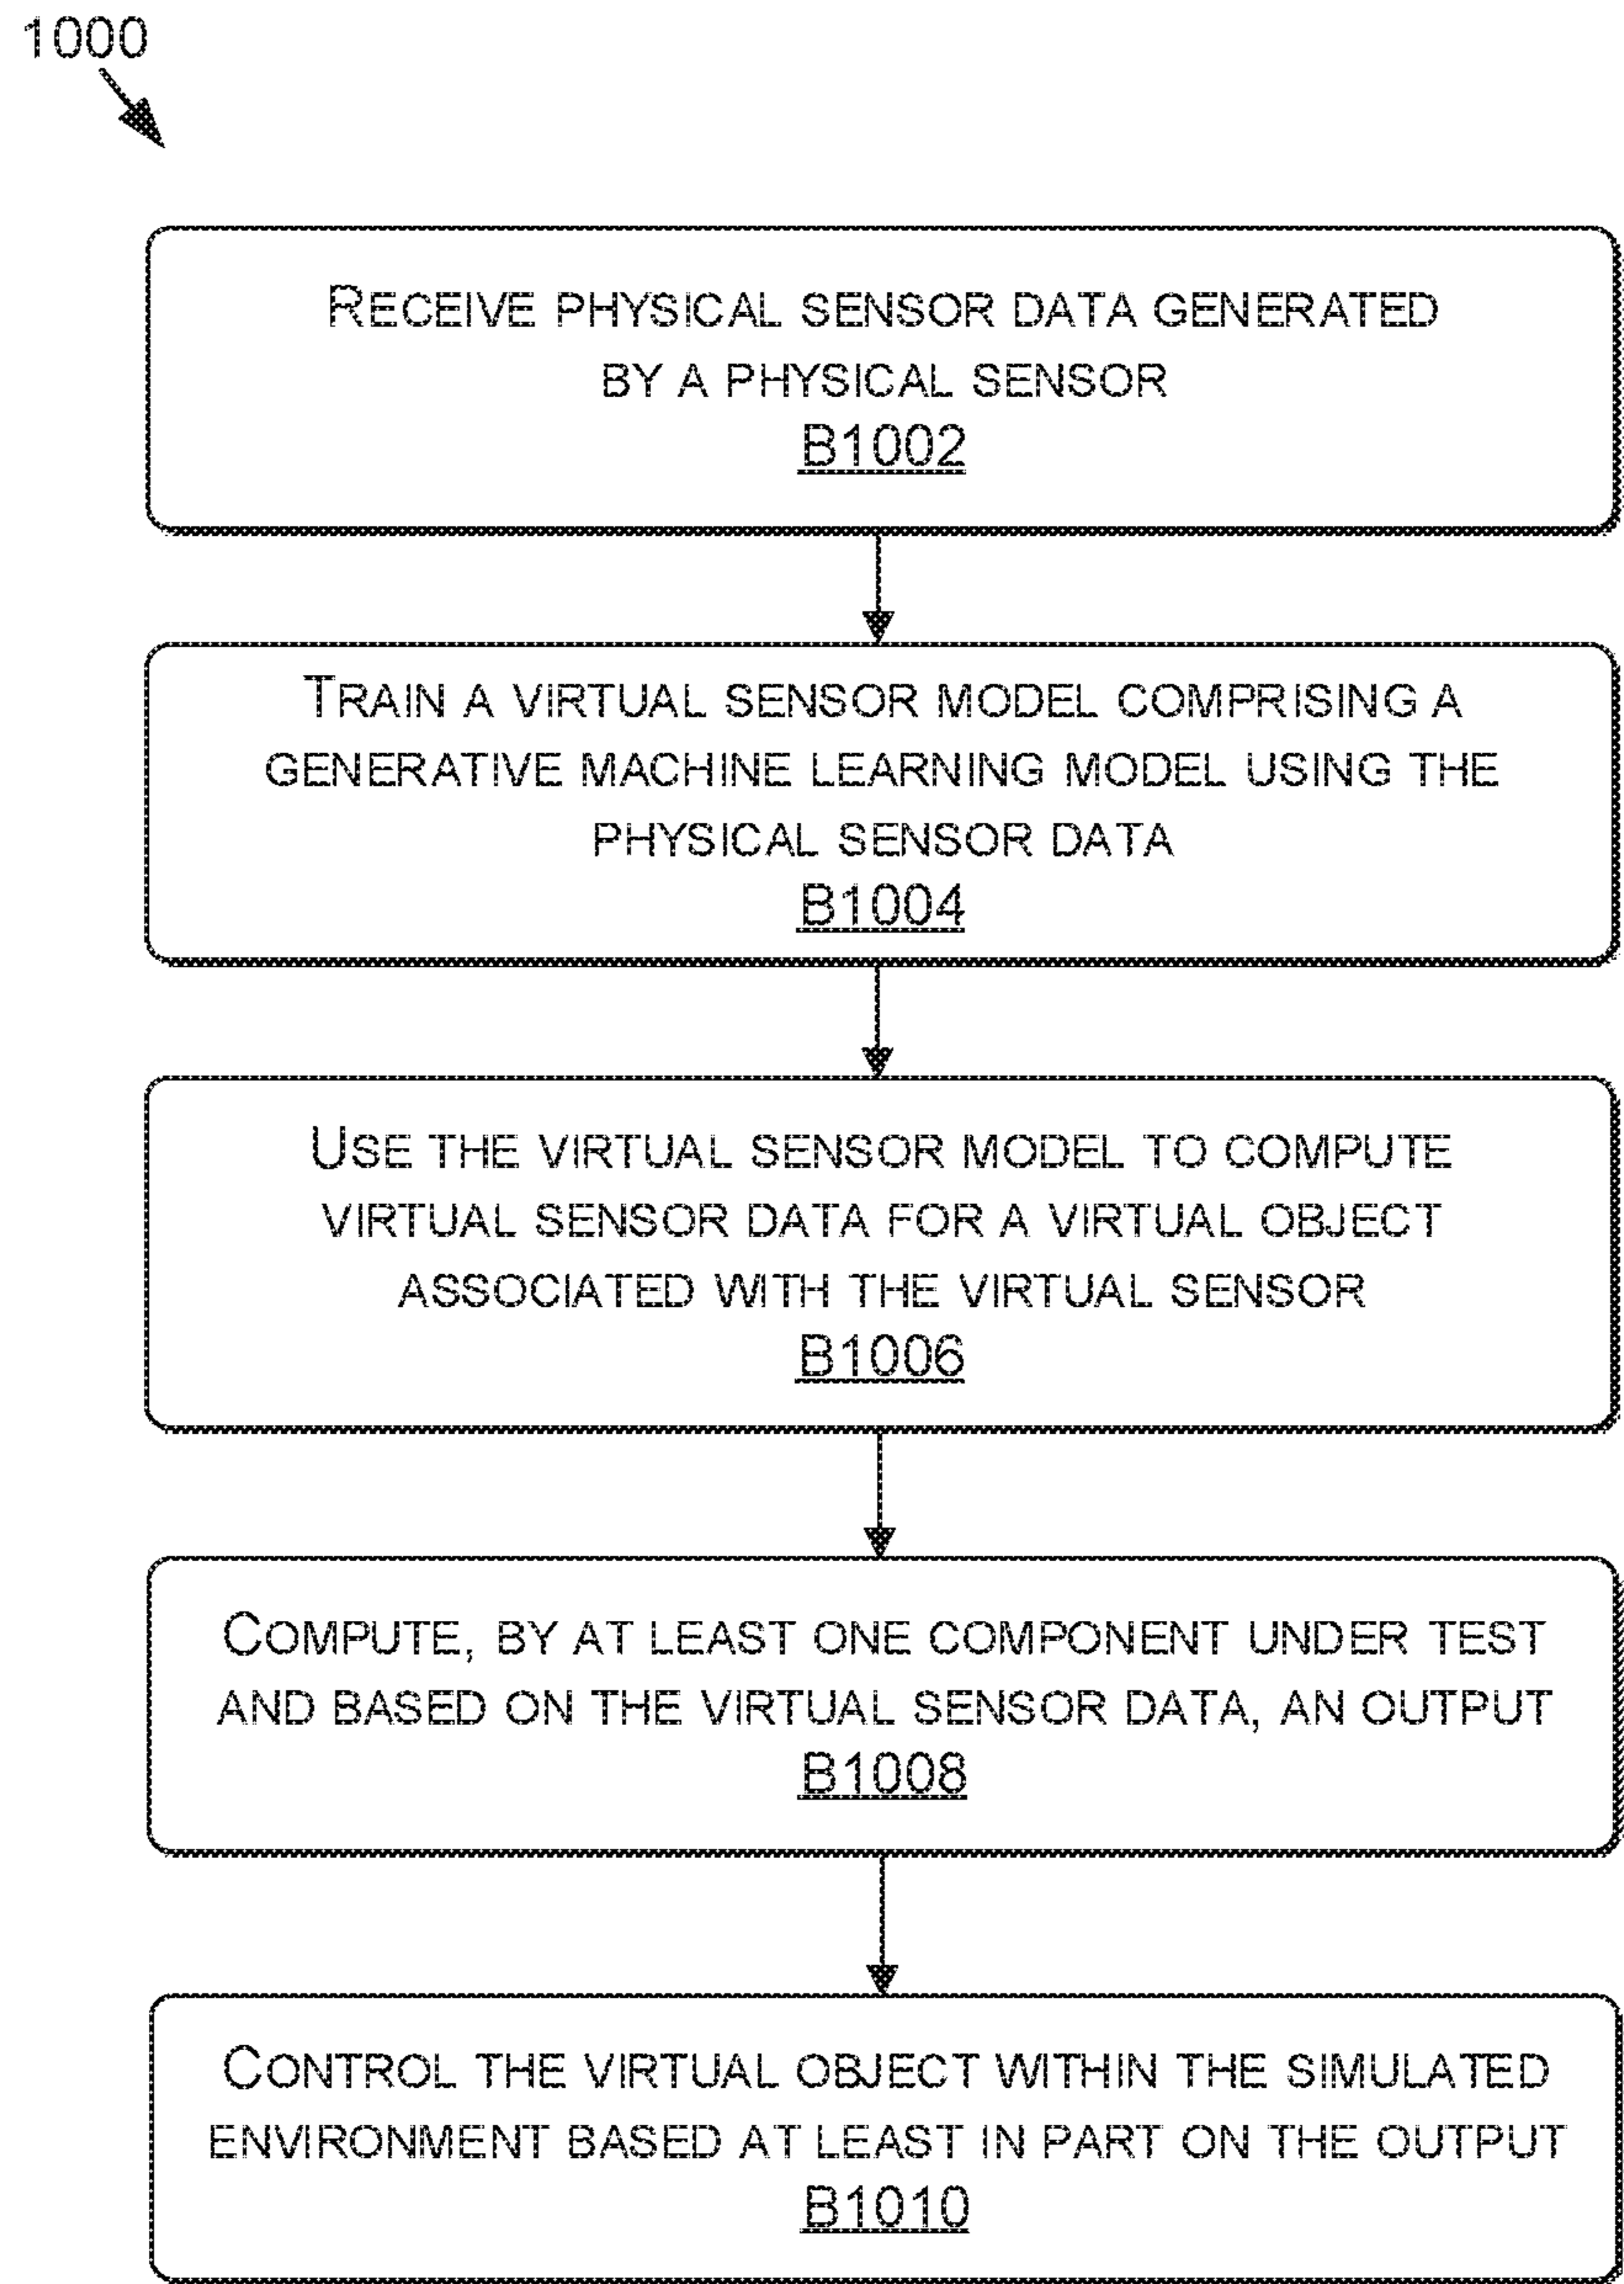 1000
RECEIVE PHYSICAL SENSOR DATA GENERATED
BY A PHYSICAL SENSOR
B1002
TRAIN A VIRTUAL SENSOR MODEL COMPRISING A
GENERATIVE MACHINE LEARNING MODEL USING THE
PHYSICAL SENSOR DATA
B1004
USE THE VIRTUAL SENSOR MODEL TO COMPUTE
VIRTUAL SENSOR DATA FOR A VIRTUAL OBJECT
ASSOCIATED WITH THE VIRTUAL SENSOR
B1006
COMPUTE, BY AT LEAST ONE COMPONENT UNDER TEST
AND BASED ON THE VIRTUAL SENSOR DATA, AN OUTPUT
B1008
CONTROL THE VIRTUAL OBJECT WITHIN THE SIMULATED
ENVIRONMENT BASED AT LEAST IN PART ON THE OUTPUT
B1010